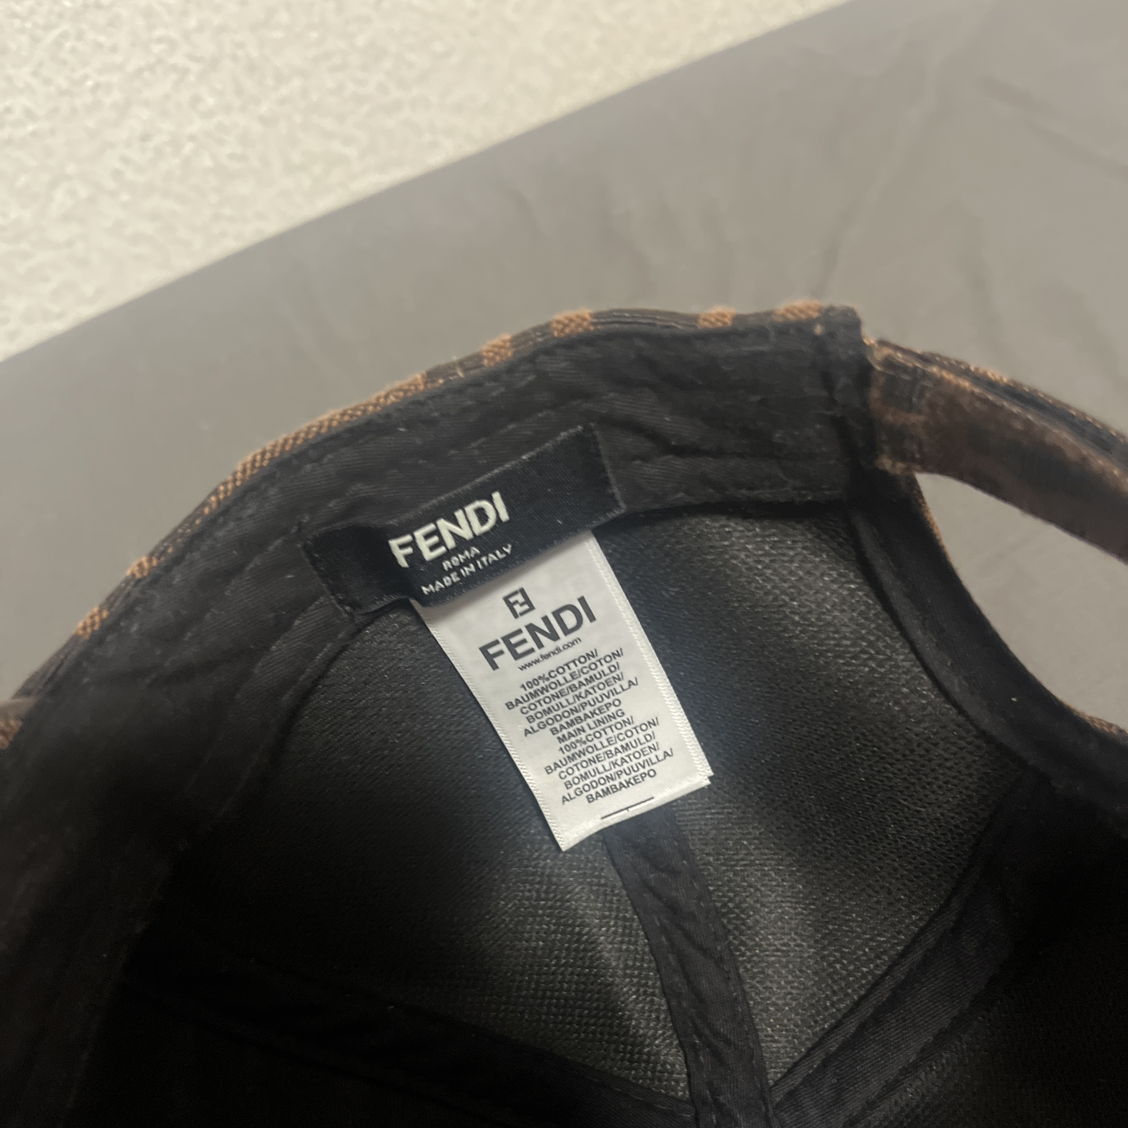 FENDI
ROMA
MADE IN ITALY
FENDI
www.fendi.com
100%COTTON/
BAUMWOLLE/COTON/
COTONE/BAMULD/
BOMULL/KATOEN/
ALGODON/PUUVILLA/
BAMBAKEPO
MAIN LINING
100%COTTON/
BAUMWOLLE/COTON/
COTONE/BAMULD/
BOMULL/KATOEN/
ALGODON/PUUVILLA/
BAMBAKEPO